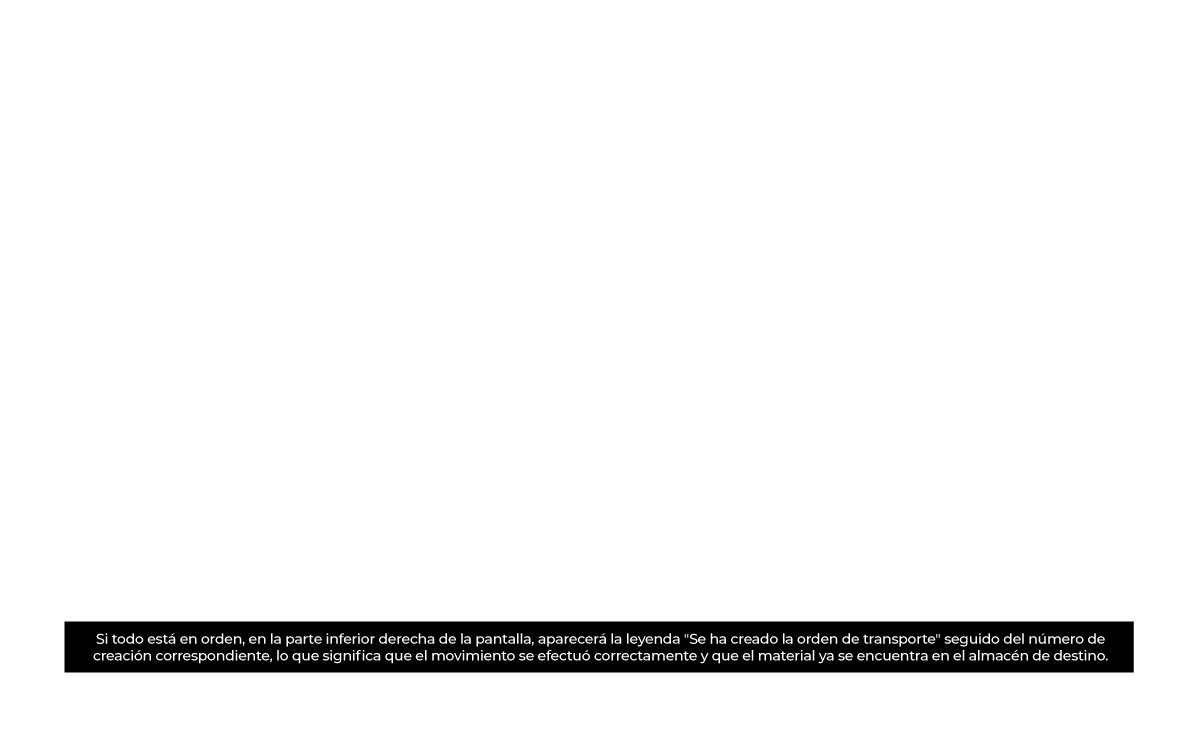 Si todo está en orden, en la parte inferior derecha de la pantalla, aparecerá la leyenda "Se ha creado la orden de transporte" seguido del número de
creación correspondiente, lo que significa que el movimiento se efectuó correctamente y que el material ya se encuentra en el almacén de destino.